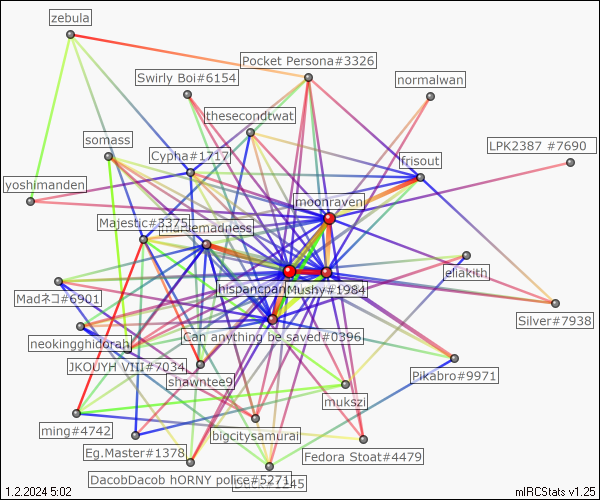 zebula
Pocket Persona#3326
Swirly Boi#6154
normalwan
thesecondtwat
somass
LPK2387 #7690
Cypha#1717
frisout
yoshimanden
moonraven
Majestic#3375
madness
eliakith
hispancpan
Mushy#1984
Madネコ#6901
Silver#7938
neokingghidorah
Can anything be saved#0396
JKOUYH VIII#7034
shawntee9
Pikabro#9971
mukszi
ming#4742
bigcitysamurai
Eg.Master#1378
Fedora Stoat#4479
DacobDacob hORNY police#5271
#1245
1.2.2024 5:02
mIRCStats v1.25